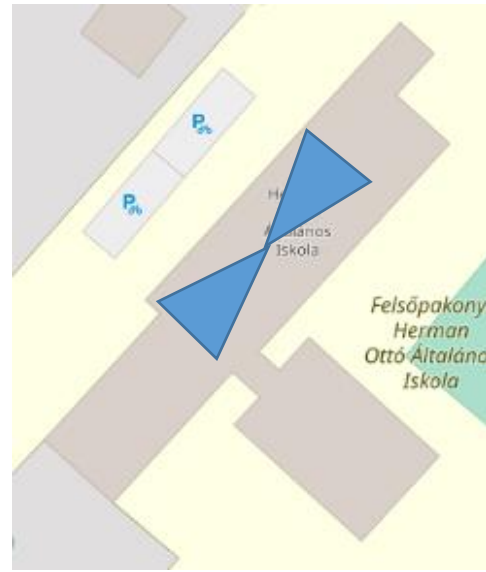 P
P
Iskola
Felsőpakony
Herman
Ottó Általáno
Iskola